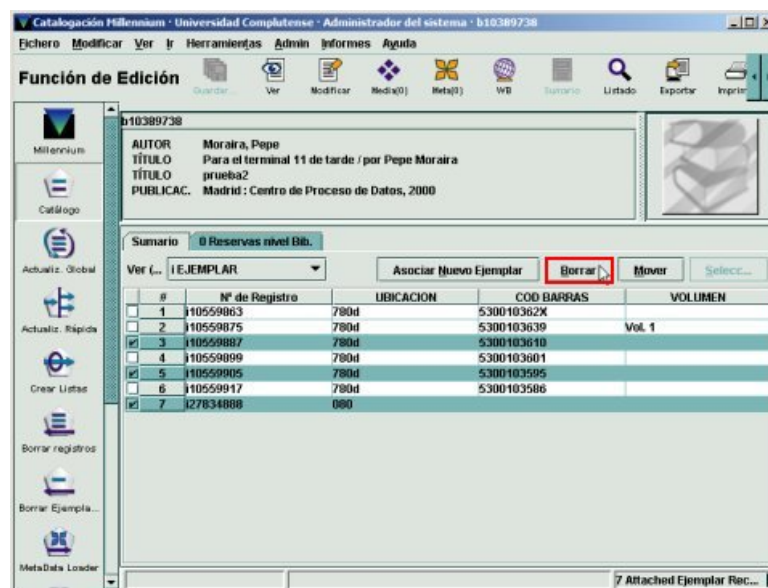 Catalogación Millennium · Universidad Complutense · Administrador del sistema · b10389738
Fichero Modificar Ver Ir Herramientas Admin Informes Ayuda
Función de Edición
Guardar... Ver Modificar Media(0) Meta(0) WB Sumario Listado Exportar Imprim
Millennium
Catálogo
Actualiz. Global
Actualiz. Rápida
Crear Listas
Borrar registros
Borrar Ejempla...
MetaData Loader
b10389738
AUTOR Moraira, Pepe
TÍTULO Para el terminal 11 de tarde / por Pepe Moraira
TÍTULO prueba2
PUBLICAC. Madrid : Centro de Proceso de Datos, 2000
Sumario 0 Reservas nivel Bib.
Ver (... i EJEMPLAR Asociar Nuevo Ejemplar Borrar Mover Selecc...
# Nº de Registro UBICACION COD BARRAS VOLUMEN
1 i10559863 780d 530010362X
2 i10559875 780d 5300103639 Vol. 1
3 i10559887 780d 5300103610
4 i10559899 780d 5300103601
5 i10559905 780d 5300103595
6 i10559917 780d 5300103586
7 i27834888 080
7 Attached Ejemplar Rec...